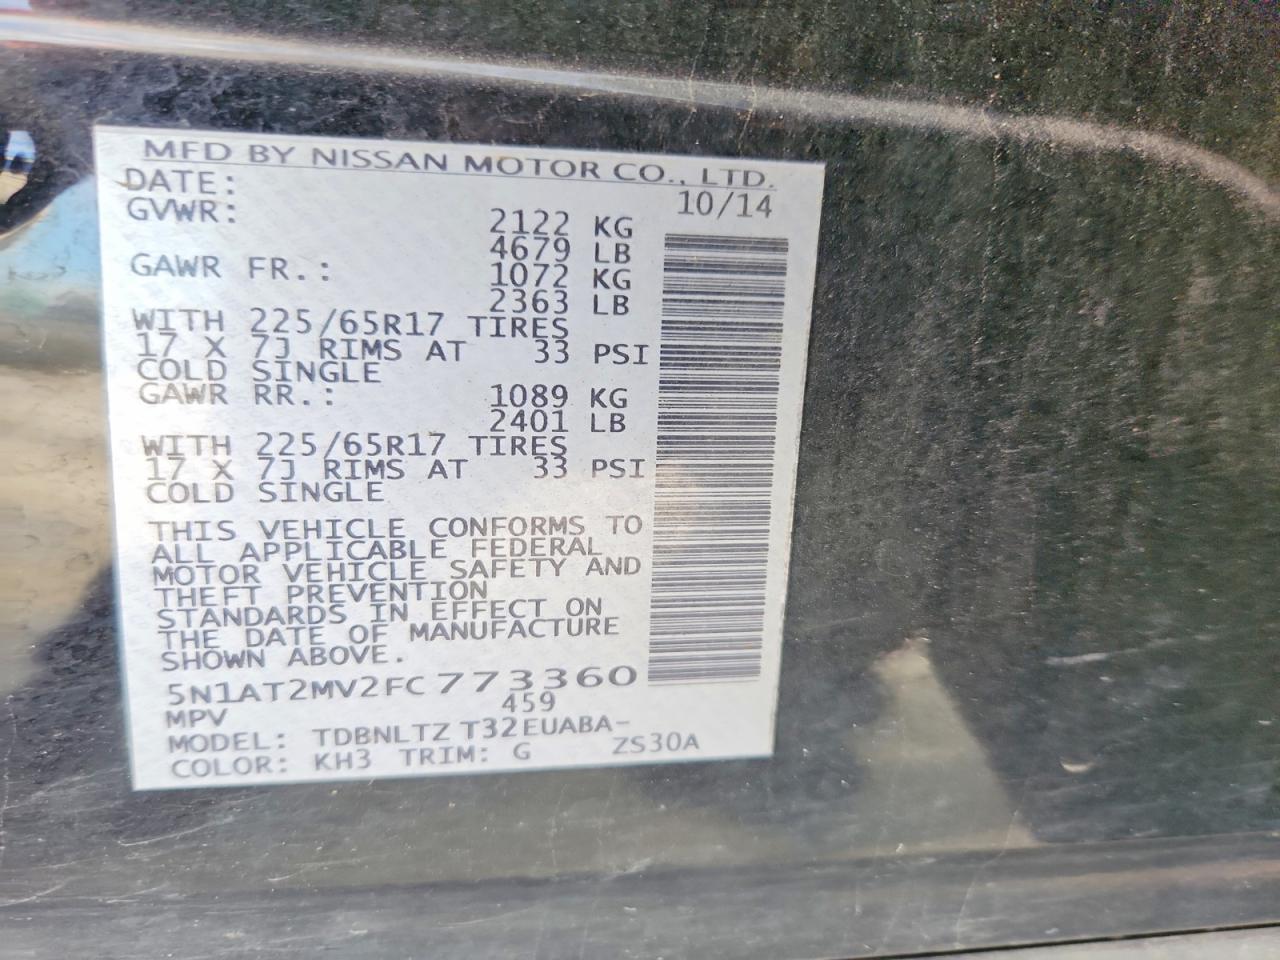 MFD BY NISSAN MOTOR CO., LTD.
DATE: 10/14
GVWR: 2122 KG
4679 LB
GAWR FR.: 1072 KG
2363 LB
WITH 225/65R17 TIRES
17 X 7J RIMS AT 33 PSI
COLD SINGLE
GAWR RR.: 1089 KG
2401 LB
WITH 225/65R17 TIRES
17 X 7J RIMS AT 33 PSI
COLD SINGLE
THIS VEHICLE CONFORMS TO
ALL APPLICABLE FEDERAL
MOTOR VEHICLE SAFETY AND
THEFT PREVENTION
STANDARDS IN EFFECT ON
THE DATE OF MANUFACTURE
SHOWN ABOVE.
5N1AT2MV2FC773360
MPV 459
MODEL: TDBNLTZ T32EUABA-
COLOR: KH3 TRIM: G ZS30A